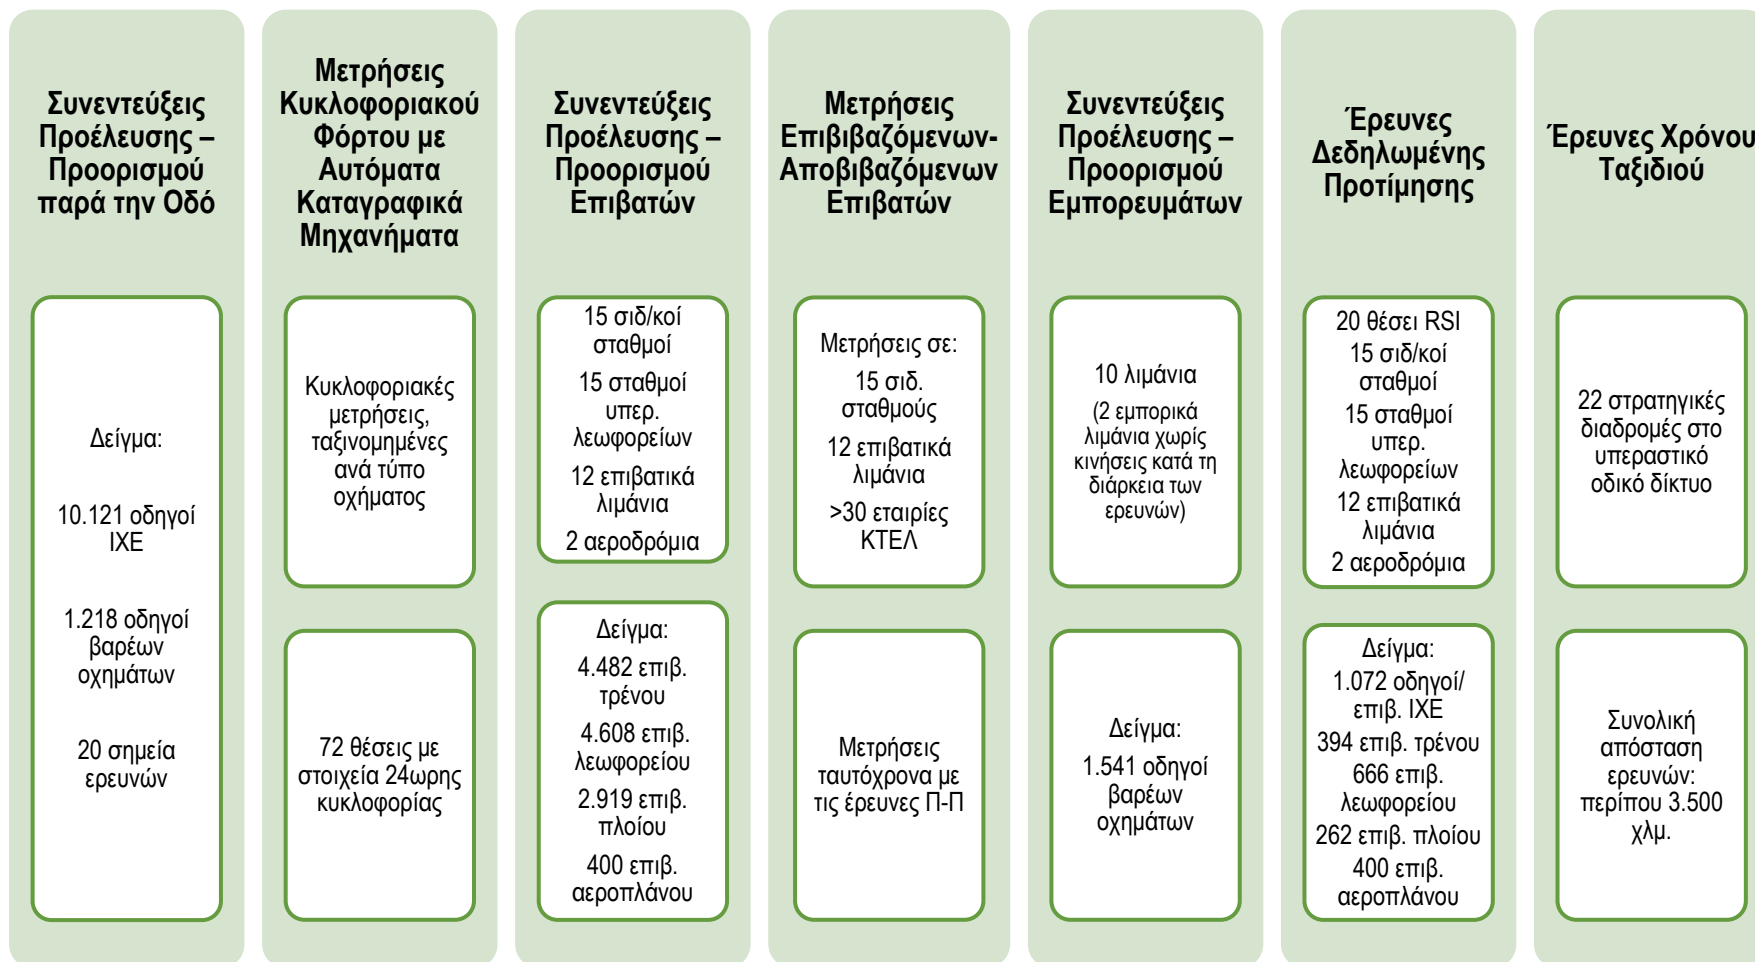 Συνεντεύξεις
Προέλευσης –
Προορισμού
παρά την Οδό
Δείγμα:
10.121 οδηγοί
ΙΧΕ
1.218 οδηγοί
βαρέων
οχημάτων
20 σημεία
ερευνών
Μετρήσεις
Κυκλοφοριακού
Φόρτου με
Αυτόματα
Καταγραφικά
Μηχανήματα
Κυκλοφοριακές
μετρήσεις,
ταξινομημένες
ανά τύπο
οχήματος
72 θέσεις με
στοιχεία 24ωρης
κυκλοφορίας
Συνεντεύξεις
Προέλευσης –
Προορισμού
Επιβατών
15 σιδ/κοί
σταθμοί
15 σταθμοί
υπερ.
λεωφορείων
12 επιβατικά
λιμάνια
2 αεροδρόμια
Δείγμα:
4.482 επιβ.
τρένου
4.608 επιβ.
λεωφορείου
2.919 επιβ.
πλοίου
400 επιβ.
αεροπλάνου
Μετρήσεις
Επιβιβαζόμενων-
Αποβιβαζόμενων
Επιβατών
Μετρήσεις σε:
15 σιδ.
σταθμούς
12 επιβατικά
λιμάνια
>30 εταιρίες
ΚΤΕΛ
Μετρήσεις
ταυτόχρονα με
τις έρευνες Π-Π
Συνεντεύξεις
Προέλευσης –
Προορισμού
Εμπορευμάτων
10 λιμάνια
(2 εμπορικά
λιμάνια χωρίς
κινήσεις κατά τη
διάρκεια των
ερευνών)
Δείγμα:
1.541 οδηγοί
βαρέων
οχημάτων
Έρευνες
Δεδηλωμένης
Προτίμησης
20 θέσει RSI
15 σιδ/κοί
σταθμοί
15 σταθμοί
υπερ.
λεωφορείων
12 επιβατικά
λιμάνια
2 αεροδρόμια
Δείγμα:
1.072 οδηγοί/
επιβ. ΙΧΕ
394 επιβ. τρένου
666 επιβ.
λεωφορείου
262 επιβ. πλοίου
400 επιβ.
αεροπλάνου
Έρευνες Χρόνου
Ταξιδιού
22 στρατηγικές
διαδρομές στο
υπεραστικό
οδικό δίκτυο
Συνολική
απόσταση
ερευνών:
περίπου 3.500
χλμ.